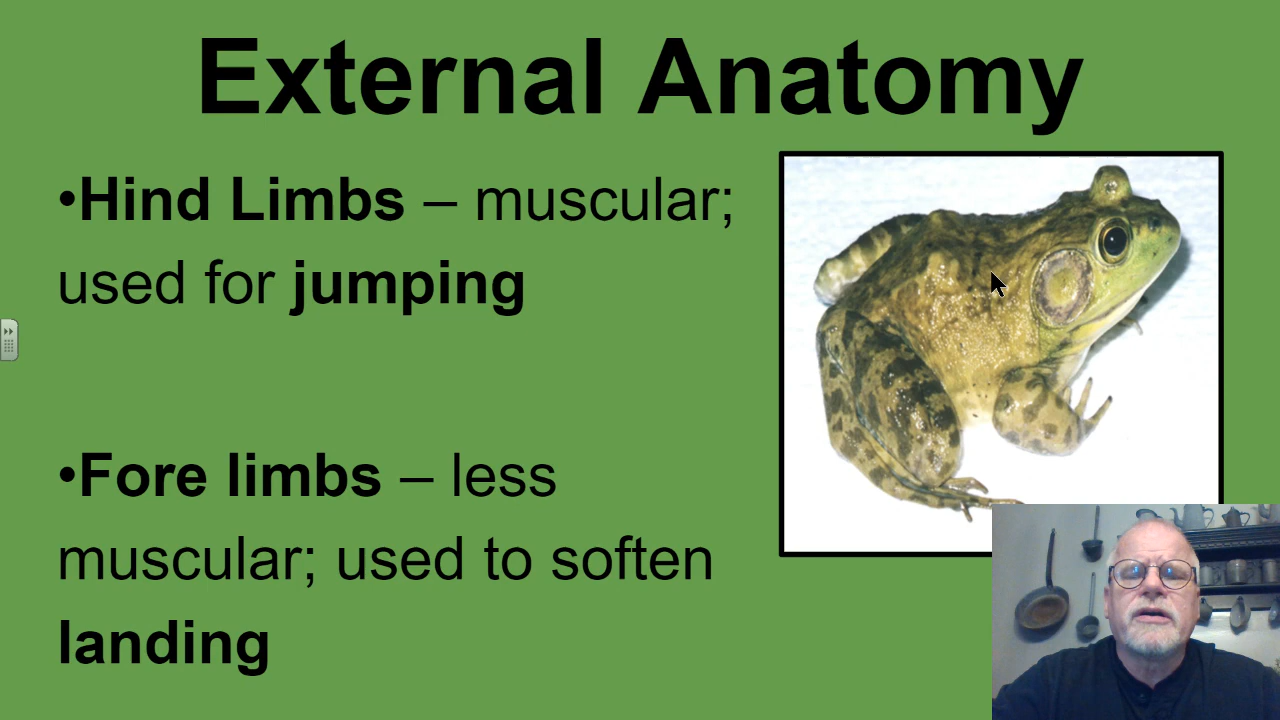 External Anatomy
•Hind Limbs – muscular;
used for jumping
•Fore limbs – less
muscular; used to soften
landing